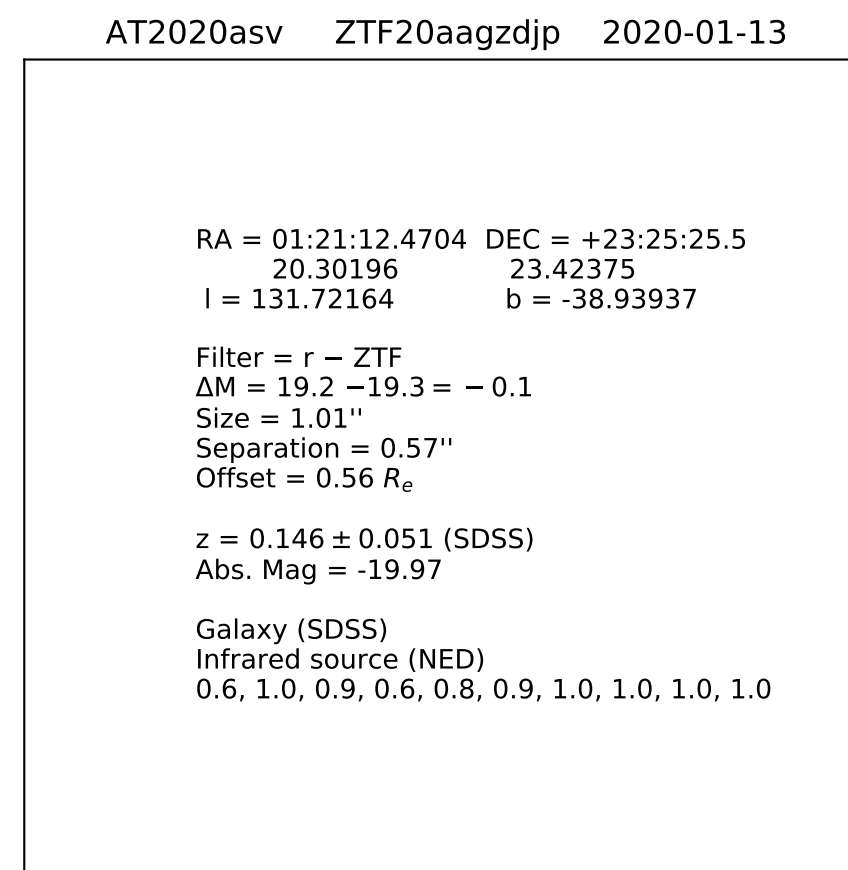 AT2020asv ZTF20aagzdjp 2020-01-13
RA = 01:21:12.4704 DEC = +23:25:25.5
20.30196 23.42375
l = 131.72164 b = -38.93937
Filter = r − ZTF
ΔM = 19.2 −19.3 = − 0.1
Size = 1.01''
Separation = 0.57''
Offset = 0.56 Rₑ
z = 0.146 ± 0.051 (SDSS)
Abs. Mag = -19.97
Galaxy (SDSS)
Infrared source (NED)
0.6, 1.0, 0.9, 0.6, 0.8, 0.9, 1.0, 1.0, 1.0, 1.0